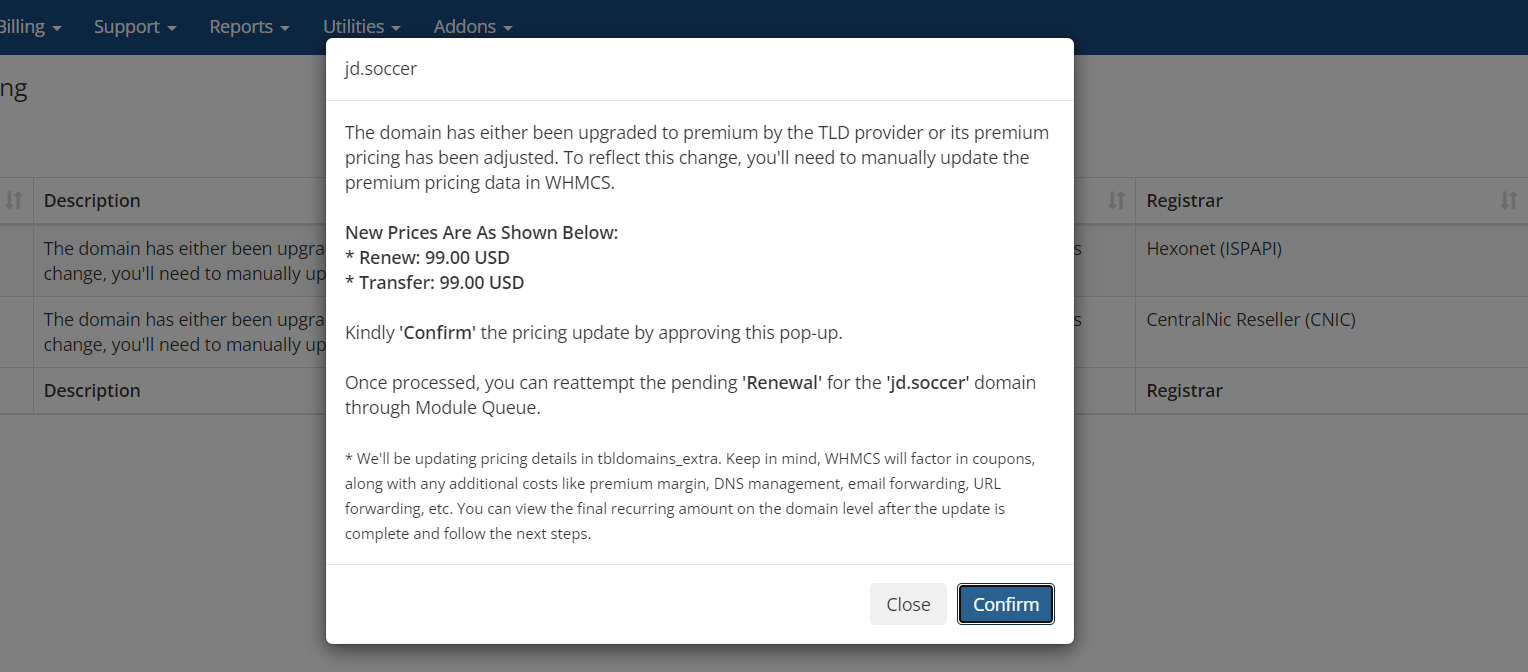 Billing Support Reports Utilities Addons
jd.soccer
ng
The domain has either been upgraded to premium by the TLD provider or its premium
pricing has been adjusted. To reflect this change, you'll need to manually update the
premium pricing data in WHMCS.
Description Registrar
New Prices Are As Shown Below:
* Renew: 99.00 USD
* Transfer: 99.00 USD
The domain has either been upgra s Hexonet (ISPAPI)
change, you'll need to manually up
The domain has either been upgra s CentralNic Reseller (CNIC)
change, you'll need to manually up
Kindly 'Confirm' the pricing update by approving this pop-up.
Once processed, you can reattempt the pending 'Renewal' for the 'jd.soccer' domain
through Module Queue.
Description Registrar
* We'll be updating pricing details in tbldomains_extra. Keep in mind, WHMCS will factor in coupons,
along with any additional costs like premium margin, DNS management, email forwarding, URL
forwarding, etc. You can view the final recurring amount on the domain level after the update is
complete and follow the next steps.
Close Confirm